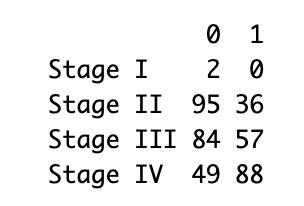 0 1
Stage I 2 0
Stage II 95 36
Stage III 84 57
Stage IV 49 88